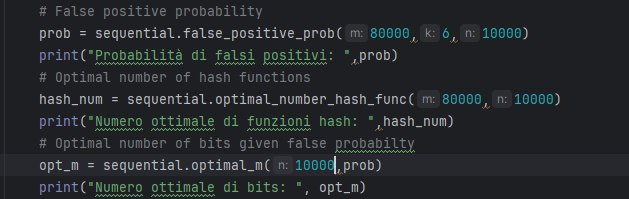 # False positive probability
prob = sequential.false_positive_prob( m: 80000, k: 6, n: 10000)
print("Probabilità di falsi positivi: ",prob)
# Optimal number of hash functions
hash_num = sequential.optimal_number_hash_func( m: 80000, n: 10000)
print("Numero ottimale di funzioni hash: ",hash_num)
# Optimal number of bits given false probabilty
opt_m = sequential.optimal_m( n: 10000,prob)
print("Numero ottimale di bits: ", opt_m)